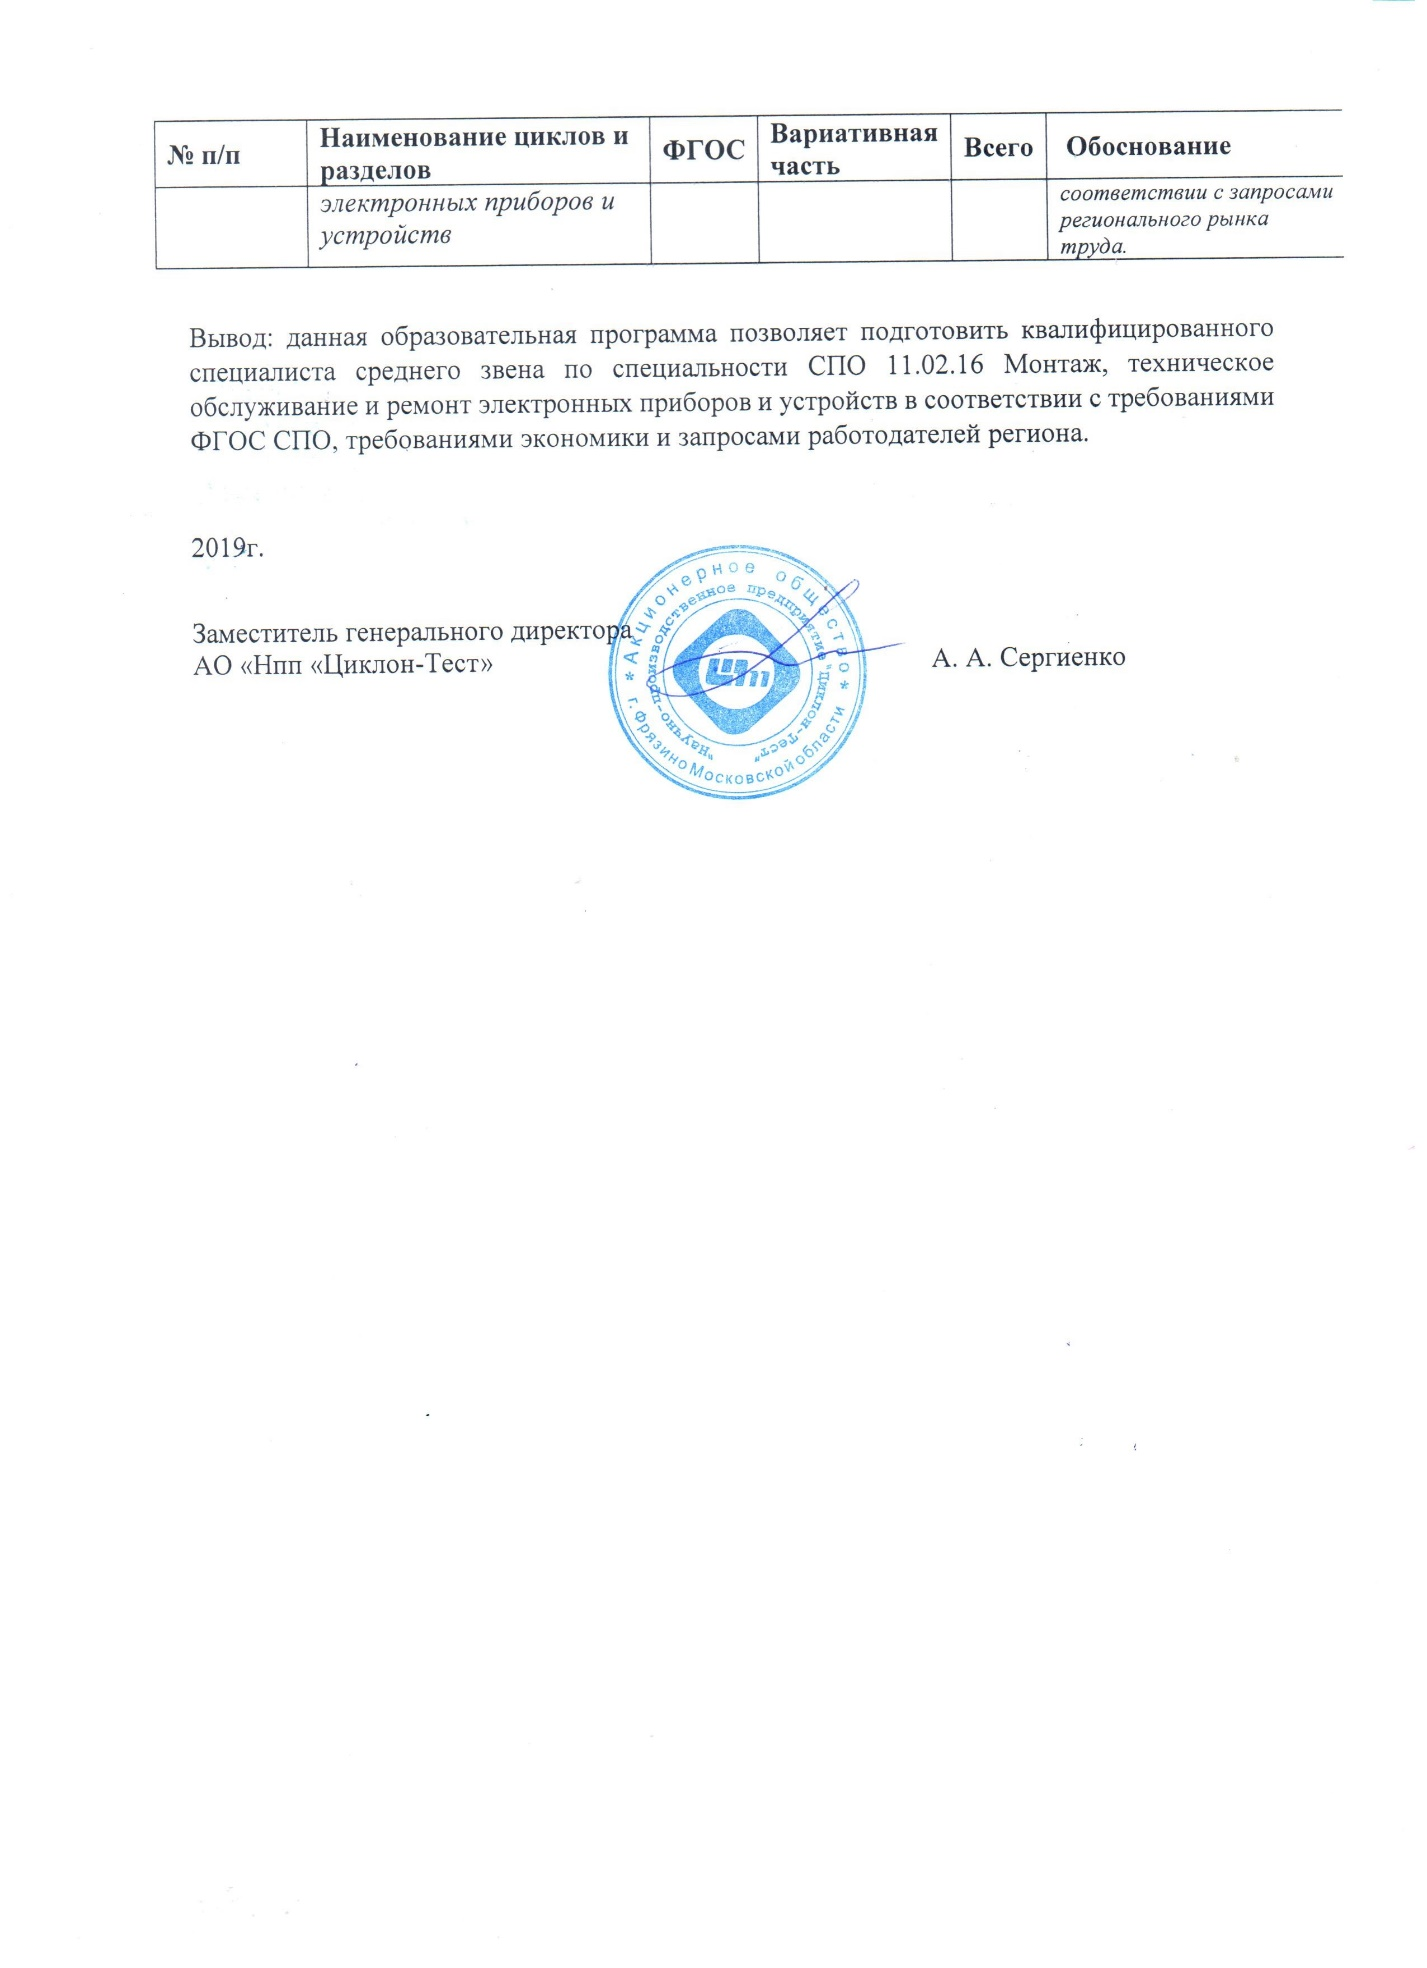 № п/п
Наименование циклов и
разделов
ФГОС
Вариативная
часть
Всего
Обоснование
электронных приборов и
устройств
соответствии с запросами
регионального рынка
труда.
Вывод: данная образовательная программа позволяет подготовить квалифицированного
специалиста среднего звена по специальности СПО 11.02.16 Монтаж, техническое
обслуживание и ремонт электронных приборов и устройств в соответствии с требованиями
ФГОС СПО, требованиями экономики и запросами работодателей региона.
2019г.
Заместитель генерального директора
АО «Нпп «Циклон-Тест»
А. А. Сергиенко
* Акционерное общество *
г. Фрязино Московской области
"Научно-производственное предприятие "Циклон-Тест"
цт